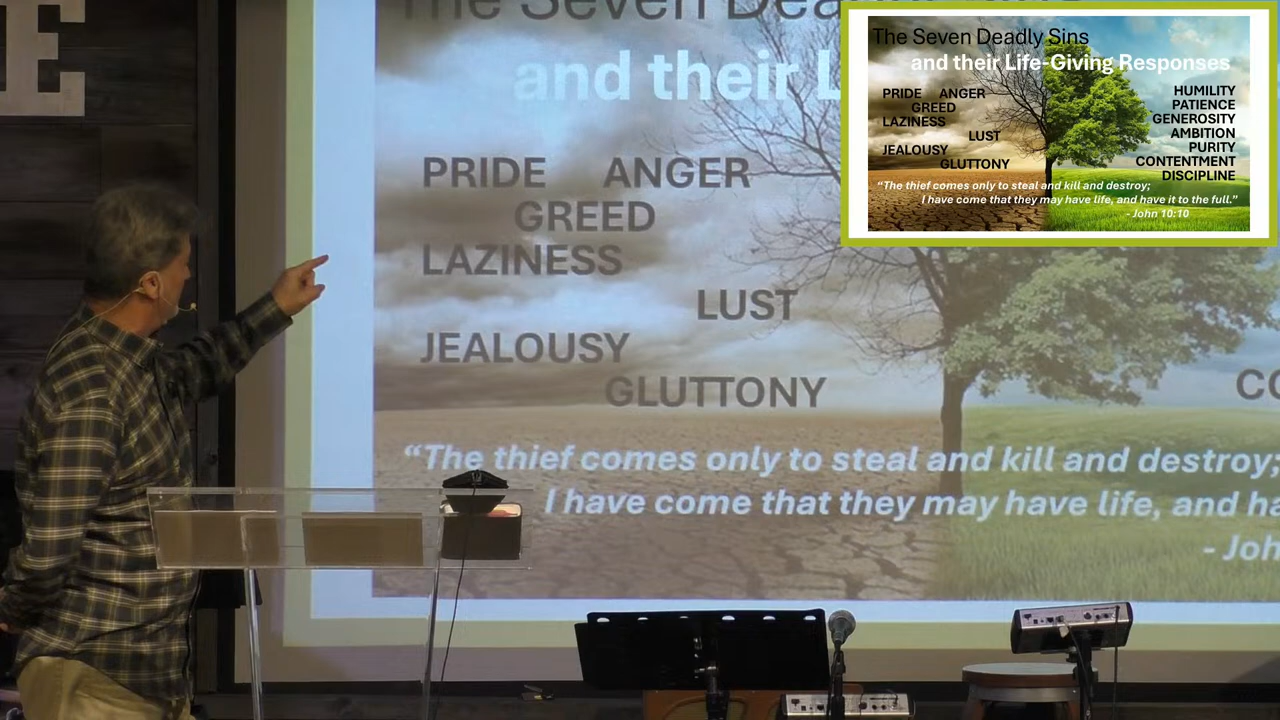 E
The Seven Deadly Sins
and their L
PRIDE ANGER
GREED
LAZINESS
LUST
JEALOUSY
GLUTTONY
CO
“The thief comes only to steal and kill and destroy;
I have come that they may have life, and ha
- Joh
The Seven Deadly Sins
and their Life-Giving Responses
PRIDE ANGER
GREED
LAZINESS
LUST
JEALOUSY
GLUTTONY
HUMILITY
PATIENCE
GENEROSITY
AMBITION
PURITY
CONTENTMENT
DISCIPLINE
“The thief comes only to steal and kill and destroy;
I have come that they may have life, and have it to the full.”
- John 10:10